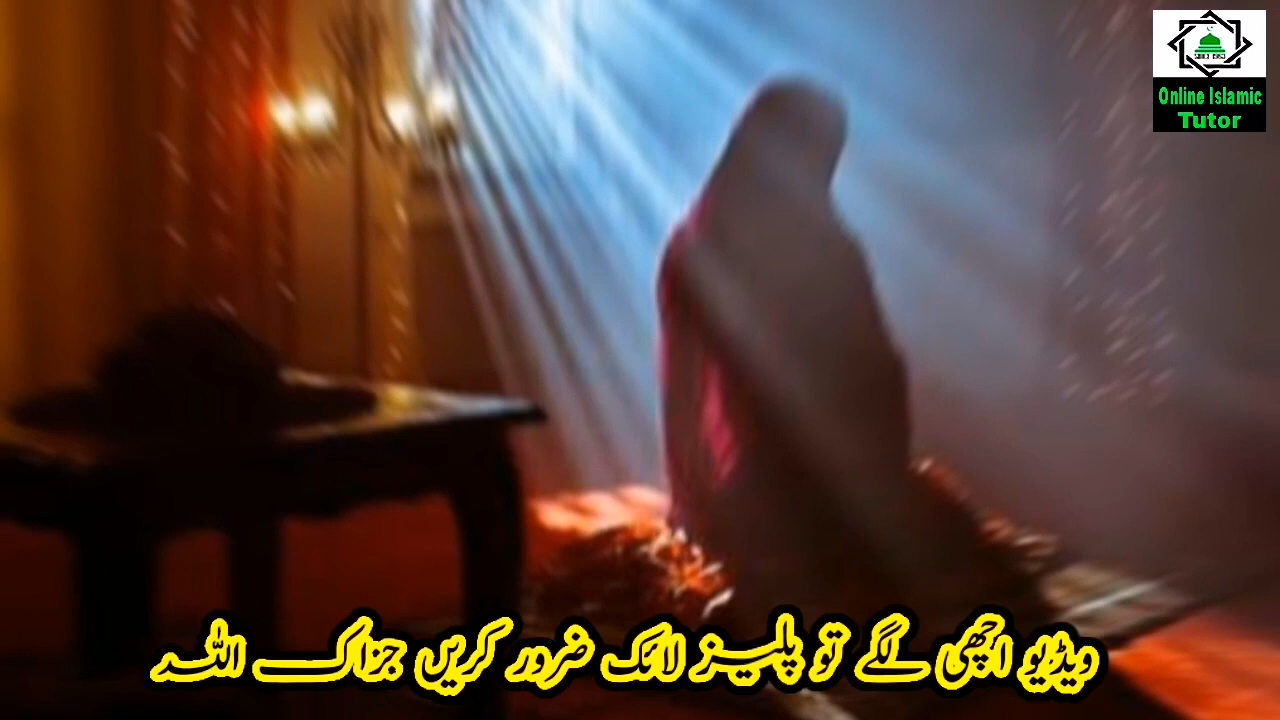 Online Islamic
Tutor
ویڈیو اچھی لگے تو پلیز لائک ضرور کریں جزاک اللہ